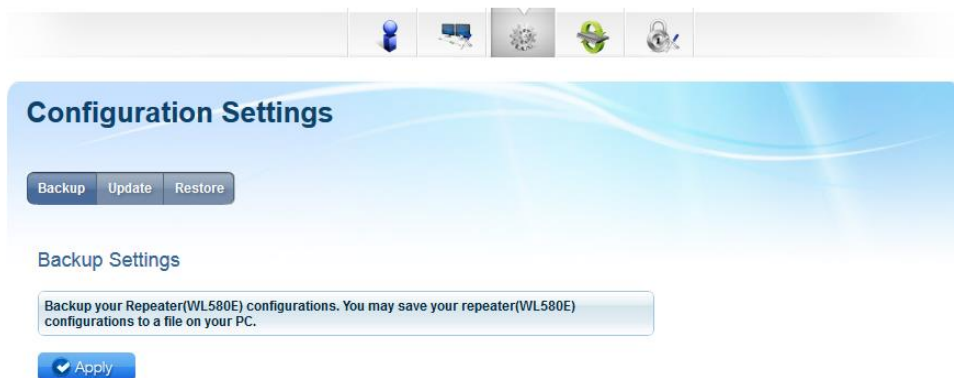 Configuration Settings
Backup Update Restore
Backup Settings
Backup your Repeater(WL580E) configurations. You may save your repeater(WL580E)
configurations to a file on your PC.
Apply